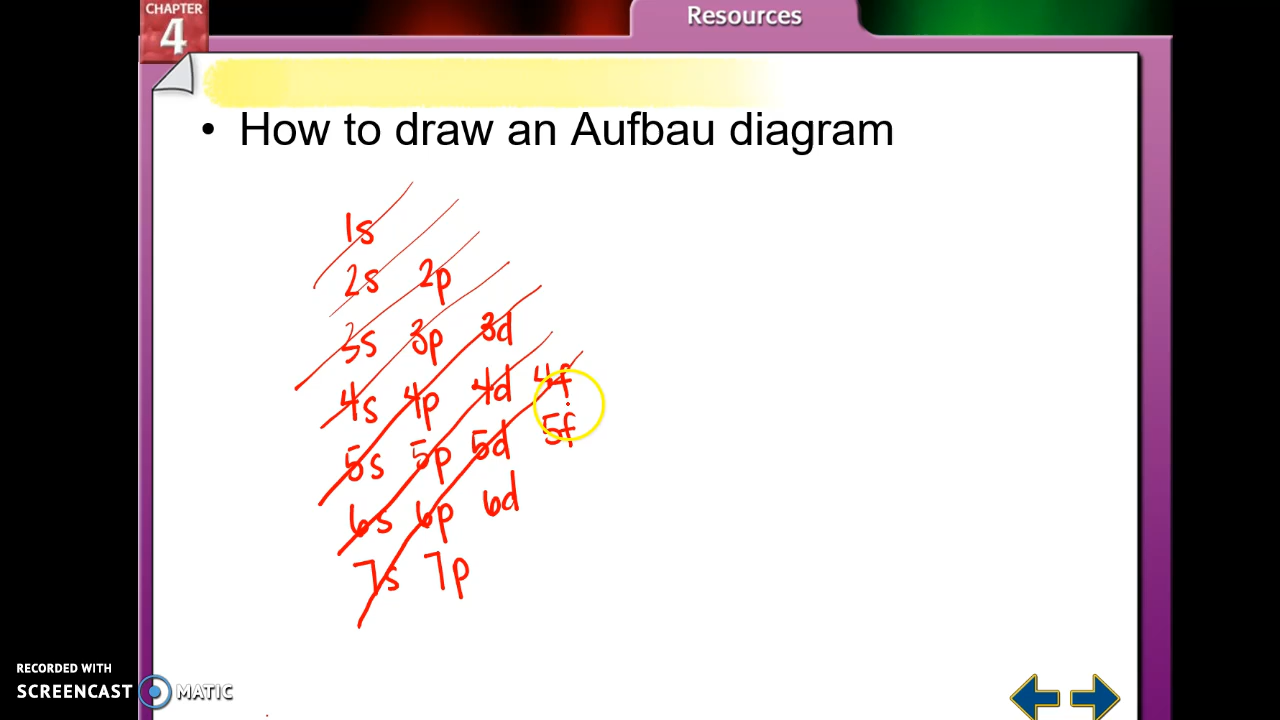 CHAPTER
4
Resources
• How to draw an Aufbau diagram
1s
2s 2p
3s 3p 3d
4s 4p 4d 4f
5s 5p 5d 5f
6s 6p 6d
7s 7p
RECORDED WITH
SCREENCAST MATIC